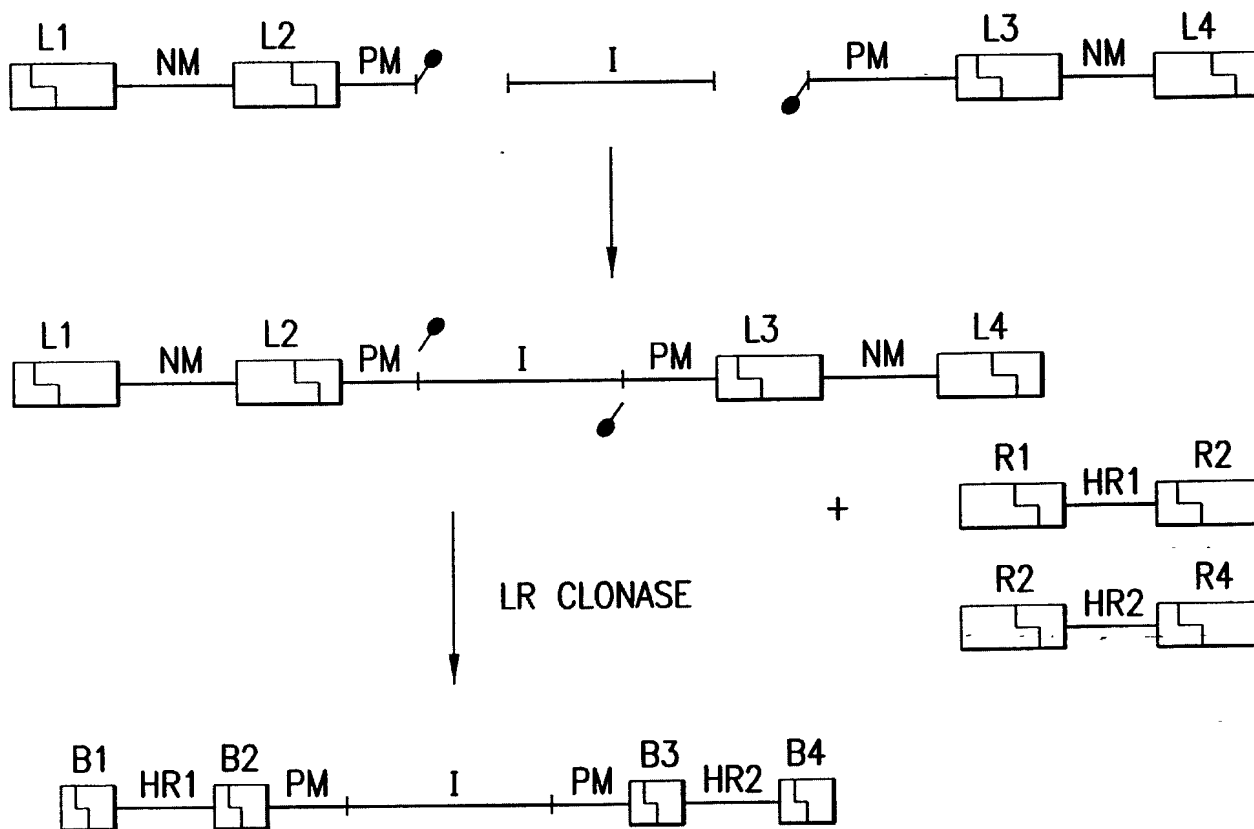 L1 NM L2 PM I PM L3 NM L4
L1 NM L2 PM I PM L3 NM L4
R1 HR1 R2
+
R2 HR2 R4
LR CLONASE
B1 HR1 B2 PM I PM B3 HR2 B4